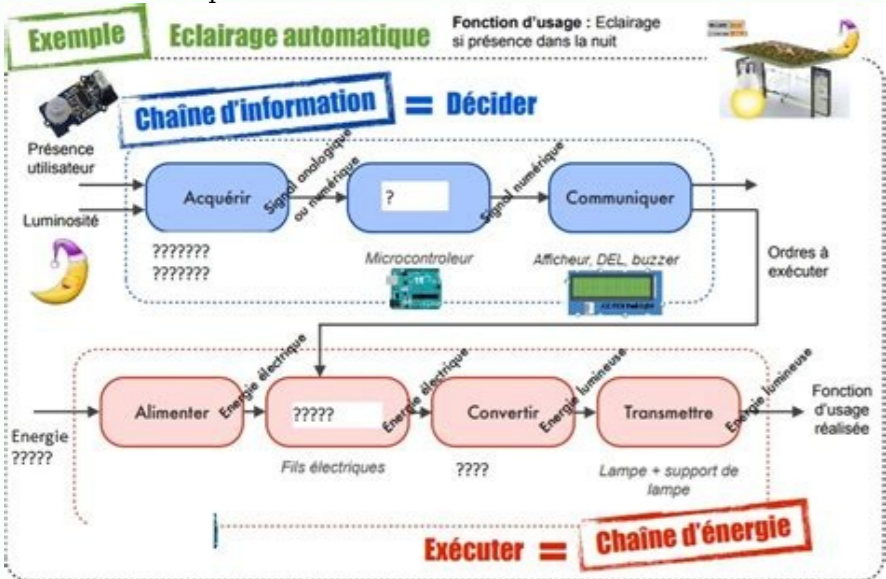 Exemple
Eclairage automatique
Fonction d'usage : Eclairage
si présence dans la nuit
Chaîne d'information = Décider
Présence
utilisateur
Luminosité
Acquérir
???????
???????
Signal analogique
ou numérique
?
Microcontroleur
Signal numérique
Communiquer
Afficheur, DEL, buzzer
Ordres à
exécuter
Energie
?????
Alimenter
Energie électrique
?????
Fils électriques
Energie électrique
Convertir
????
Energie lumineuse
Transmettre
Lampe + support de
lampe
Energie lumineuse
Fonction
d'usage
réalisée
Exécuter = Chaîne d'énergie